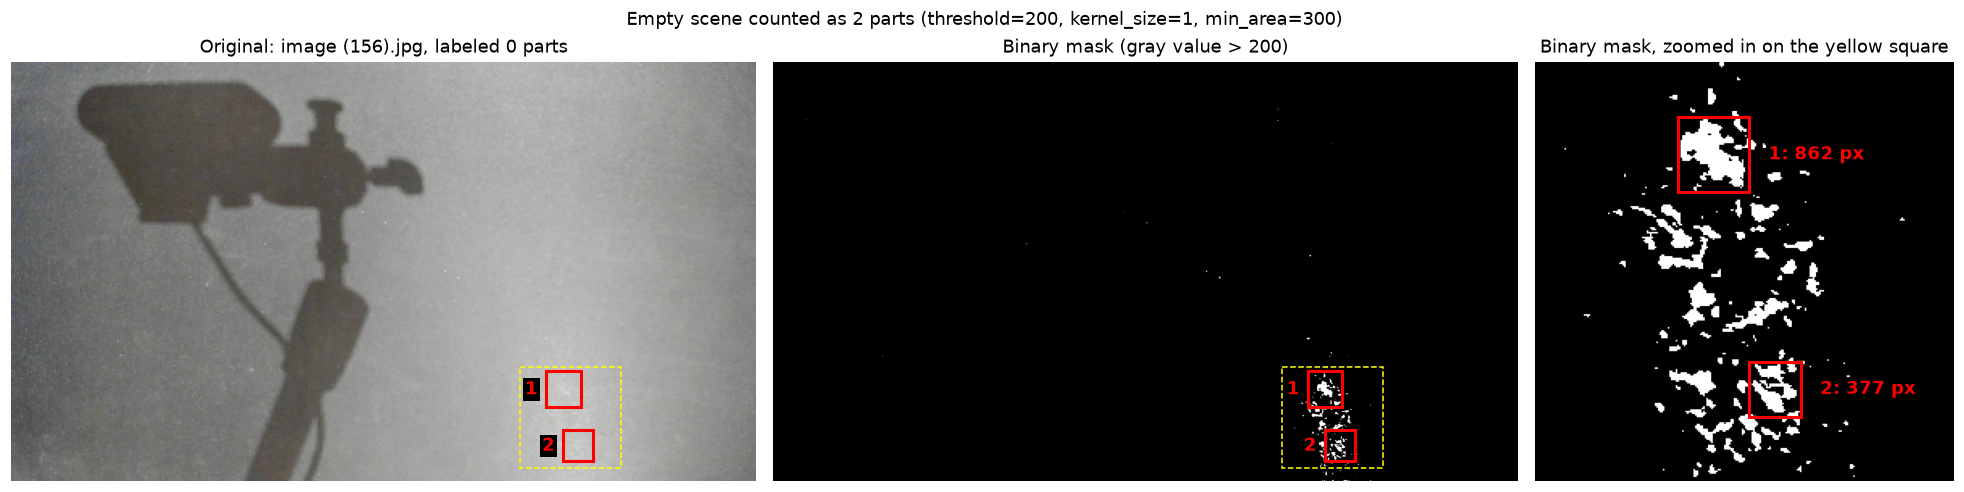 Empty scene counted as 2 parts (threshold=200, kernel_size=1, min_area=300)
Original: image (156).jpg, labeled 0 parts
Binary mask (gray value > 200)
Binary mask, zoomed in on the yellow square
1
2
1
2
1: 862 px
2: 377 px